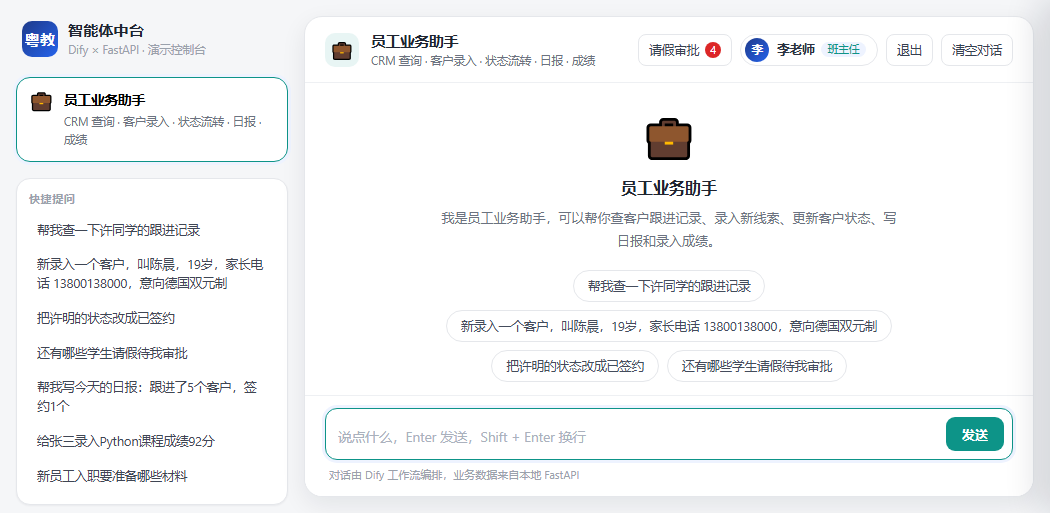 粤教
智能体中台
Dify × FastAPI · 演示控制台
员工业务助手
CRM 查询 · 客户录入 · 状态流转 · 日报 ·
成绩
快捷提问
帮我查一下许同学的跟进记录
新录入一个客户，叫陈晨，19岁，家长电
话 13800138000，意向德国双元制
把许明的状态改成已签约
还有哪些学生请假待我审批
帮我写今天的日报：跟进了5个客户，签
约1个
给张三录入Python课程成绩92分
新员工入职要准备哪些材料
员工业务助手
CRM 查询 · 客户录入 · 状态流转 · 日报 · 成绩
请假审批 4
李 李老师 班主任
退出
清空对话
员工业务助手
我是员工业务助手，可以帮你查客户跟进记录、录入新线索、更新客户状态、写
日报和录入成绩。
帮我查一下许同学的跟进记录
新录入一个客户，叫陈晨，19岁，家长电话 13800138000，意向德国双元制
把许明的状态改成已签约
还有哪些学生请假待我审批
说点什么，Enter 发送，Shift + Enter 换行
发送
对话由 Dify 工作流编排，业务数据来自本地 FastAPI